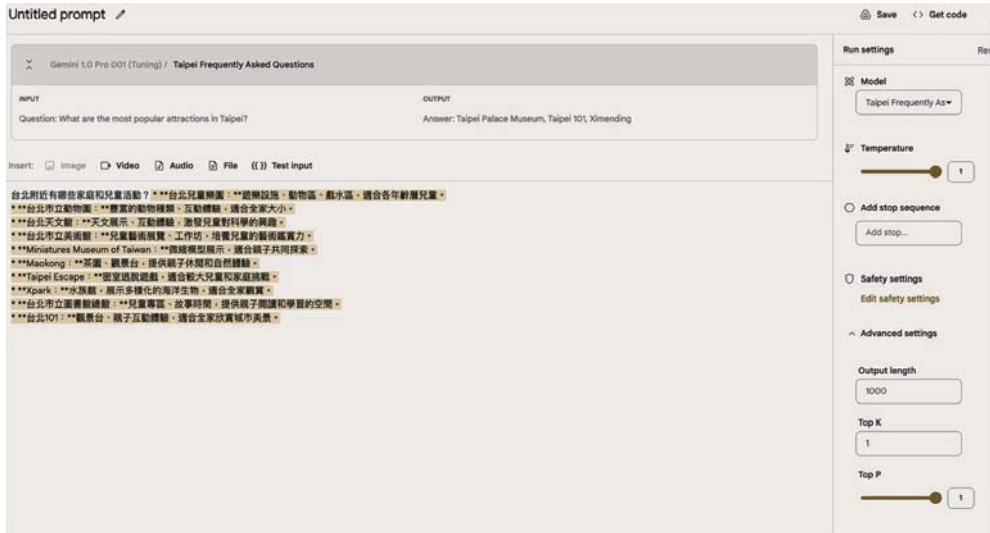 Untitled prompt
Save
Get code
Gemini 1.0 Pro 001 (Tuning) / Taipei Frequently Asked Questions
INPUT
OUTPUT
Question: What are the most popular attractions in Taipei?
Answer: Taipei Palace Museum, Taipei 101, Ximending
Insert: Image Video Audio File {{ }} Test input
台北附近有哪些家庭和兒童活動？* **台北兒童樂園：**遊樂設施、動物區、戲水區，適合各年齡層兒童。
* **台北市立動物園：**豐富的動物種類、互動體驗，適合全家大小。
* **台北天文館：**天文展示、互動體驗，激發兒童對科學的興趣。
* **台北市立美術館：**兒童藝術展覽、工作坊，培養兒童的藝術鑑賞力。
* **Ministures Museum of Taiwan：**微縮模型展示，適合親子共同探索。
* **Maokong：**茶園、觀景台，提供親子休閒和自然體驗。
* **Taipei Escape：**密室逃脫遊戲，適合較大兒童和家庭挑戰。
* **Xpark：**水族館，展示多樣化的海洋生物，適合全家觀賞。
* **台北市立圖書館總館：**兒童專區、故事時間，提供親子閱讀和學習的空間。
* **台北101：**觀景台、親子互動體驗，適合全家欣賞城市美景。
Run settings
Res
Model
Taipei Frequently As
Temperature
1
Add stop sequence
Add stop...
Safety settings
Edit safety settings
Advanced settings
Output length
1000
Top K
1
Top P
1